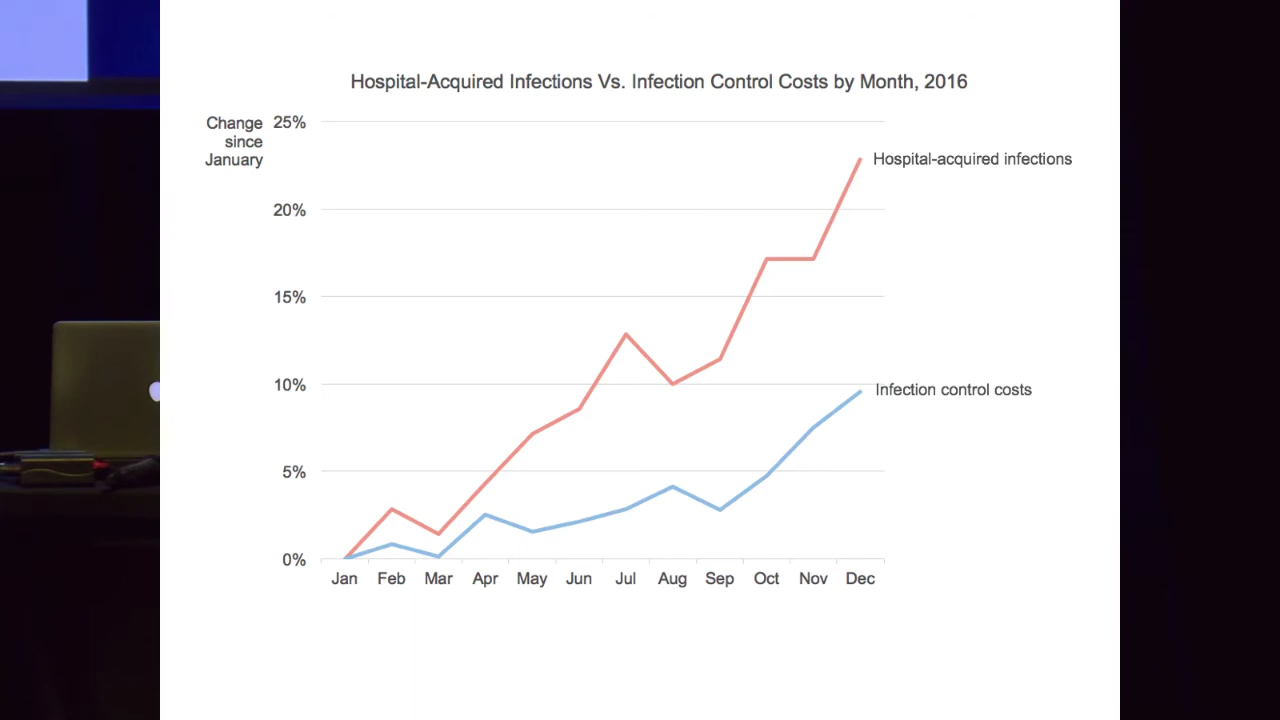 Hospital-Acquired Infections Vs. Infection Control Costs by Month, 2016
Change
since
January
25%
Hospital-acquired infections
20%
15%
10%
Infection control costs
5%
0%
Jan Feb Mar Apr May Jun Jul Aug Sep Oct Nov Dec